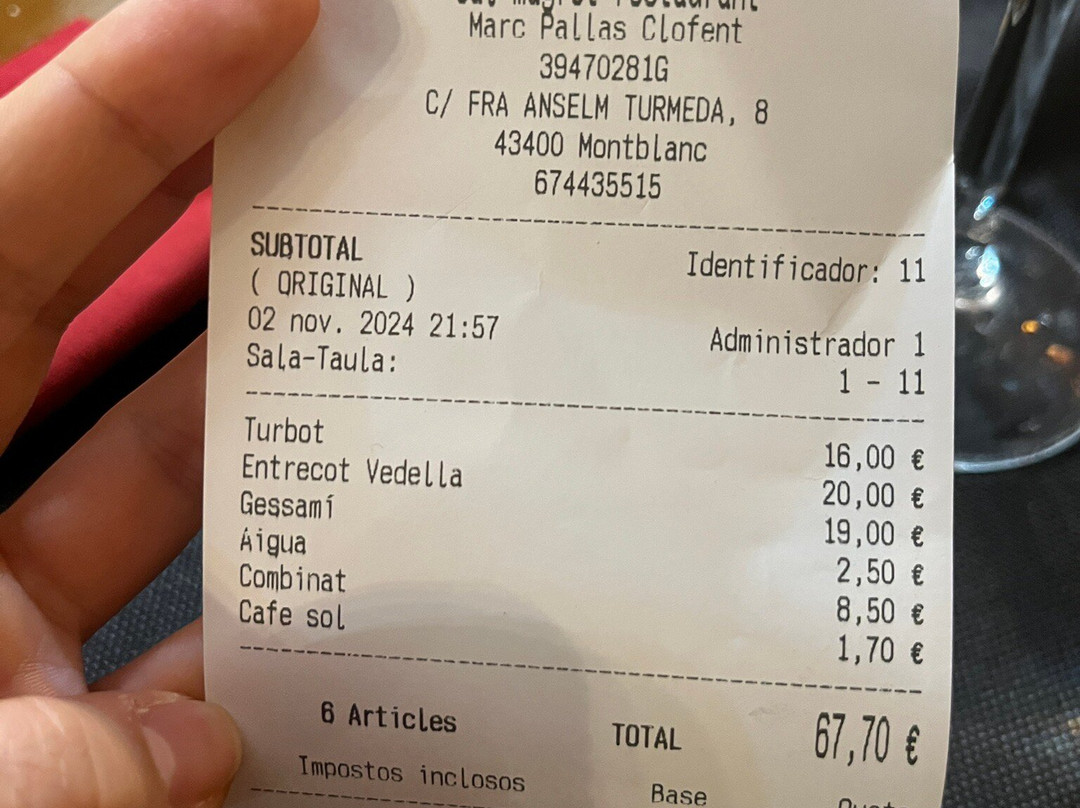 Marc Pallas Clofent
39470281G
C/ FRA ANSELM TURMEDA, 8
43400 Montblanc
674435515
SUBTOTAL Identificador: 11
( ORIGINAL )
02 nov. 2024 21:57 Administrador 1
Sala-Taula: 1 - 11
Turbot 16,00 €
Entrecot Vedella 20,00 €
Gessamí 19,00 €
Aigua 2,50 €
Combinat 8,50 €
Cafe sol 1,70 €
6 Articles TOTAL 67,70 €
Impostos inclosos Base